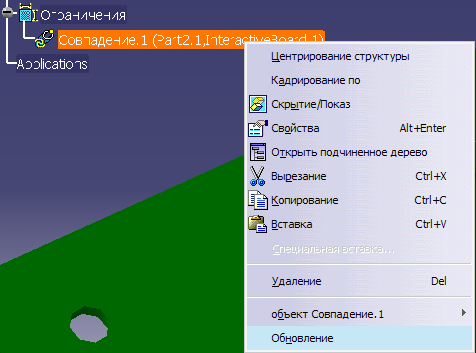 Ограничения
Совпадение.1 (Part2.1,InteractiveBoard.1)
Applications
Центрирование структуры
Кадрирование по
Скрытие/Показ
Свойства Alt+Enter
Открыть подчиненное дерево
Вырезание Ctrl+X
Копирование Ctrl+C
Вставка Ctrl+V
Специальная вставка...
Удаление Del
объект Совпадение.1
Обновление